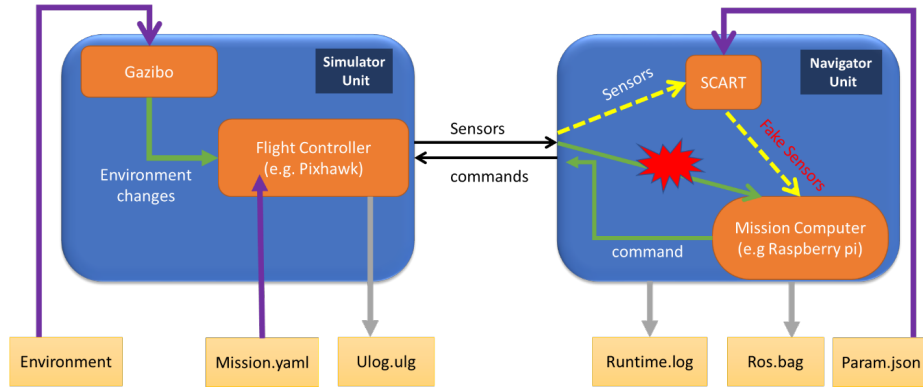 Gazibo
Simulator
Unit
Flight Controller
(e.g. Pixhawk)
Environment
changes
Sensors
commands
Sensors
SCART
Navigator
Unit
Fake Sensors
Mission Computer
(e.g Raspberry pi)
command
Environment
Mission.yaml
Ulog.ulg
Runtime.log
Ros.bag
Param.json